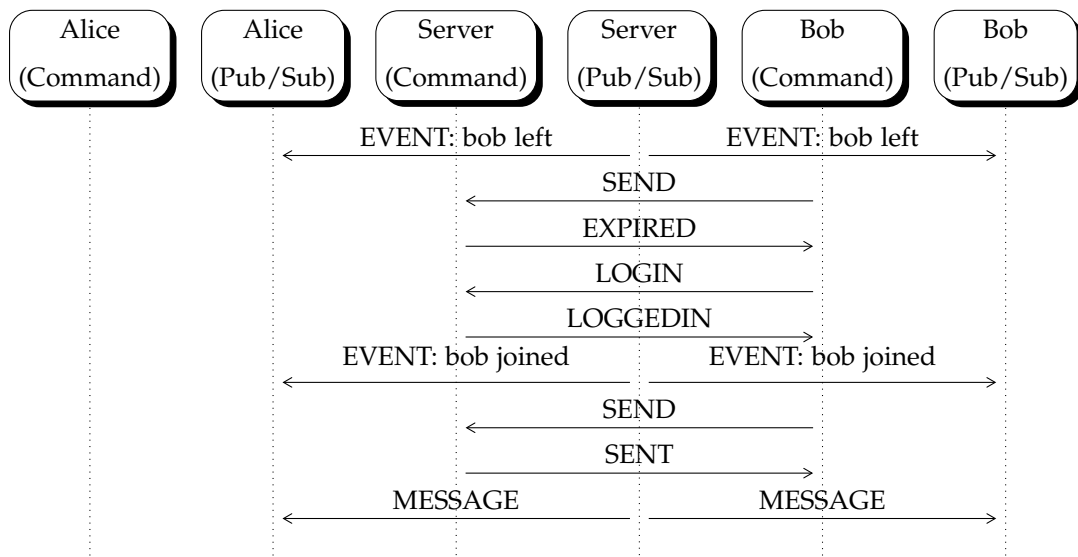 Alice Alice Server Server Bob Bob
(Command) (Pub/Sub) (Command) (Pub/Sub) (Command) (Pub/Sub)
EVENT: bob left EVENT: bob left
SEND
EXPIRED
LOGIN
LOGGEDIN
EVENT: bob joined EVENT: bob joined
SEND
SENT
MESSAGE MESSAGE